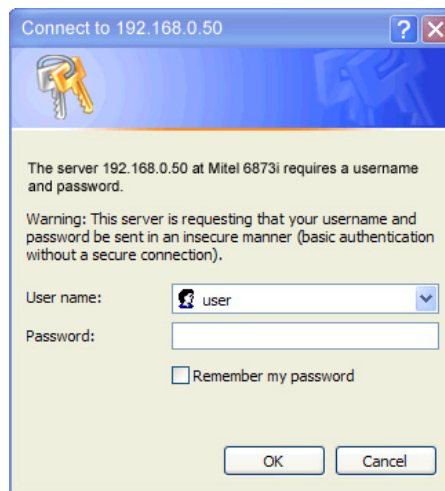 Connect to 192.168.0.50
?
The server 192.168.0.50 at Mitel 6873i requires a username
and password.
Warning: This server is requesting that your username and
password be sent in an insecure manner (basic authentication
without a secure connection).
User name:
user
Password:
Remember my password
OK
Cancel